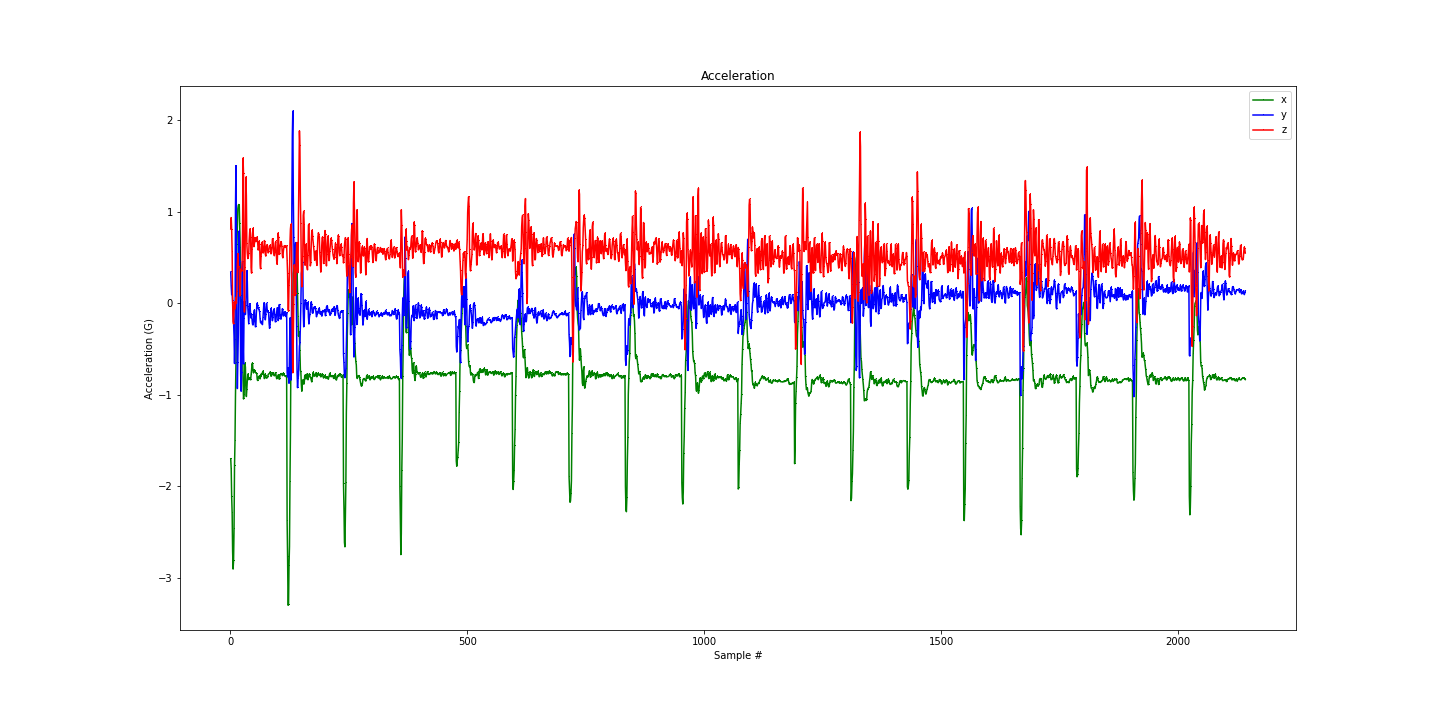 Acceleration
x
y
z
2
1
0
−1
−2
−3
Acceleration (G)
0
500
1000
1500
2000
Sample #